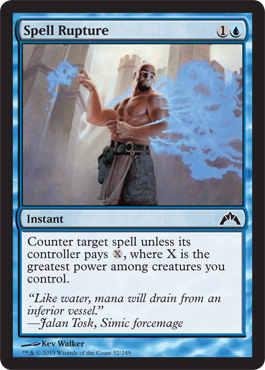 Spell Rupture 1
Instant
Counter target spell unless its
controller pays X, where X is the
greatest power among creatures you
control.
“Like water, mana will drain from an
inferior vessel.”
—Jalan Tosk, Simic forcemage
Kev Walker
™ & © 2013 Wizards of the Coast 52/249